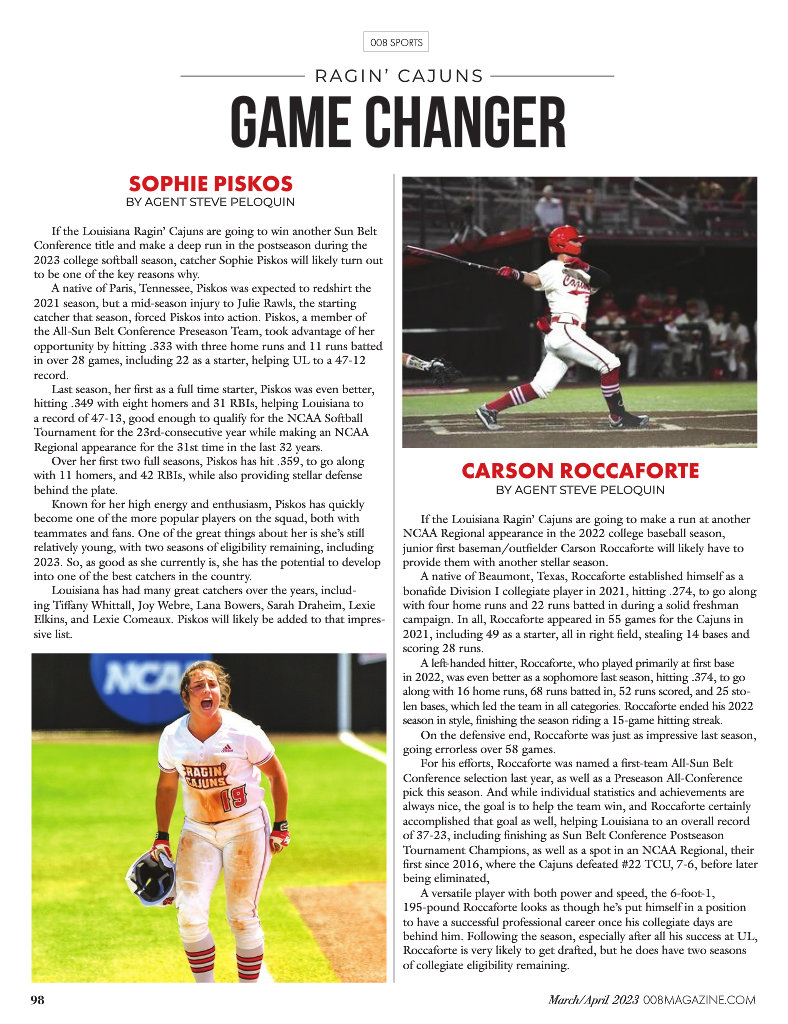 008 SPORTS
RAGIN' CAJUNS
GAME CHANGER
SOPHIE PISKOS
BY AGENT STEVE PELOQUIN
If the Louisiana Ragin' Cajuns are going to win another Sun Belt
Conference title and make a deep run in the postseason during the
2023 college softball season, catcher Sophie Piskos will likely turn out
to be one of the key reasons why.
A native of Paris, Tennessee, Piskos was expected to redshirt the
2021 season, but a mid-season injury to Julie Rawls, the starting
catcher that season, forced Piskos into action. Piskos, a member of
the All-Sun Belt Conference Preseason Team, took advantage of her
opportunity by hitting .333 with three home runs and 11 runs batted
in over 28 games, including 22 as a starter, helping UL to a 47-12
record.
Last season, her first as a full time starter, Piskos was even better,
hitting .349 with eight homers and 31 RBIs, helping Louisiana to
a record of 47-13, good enough to qualify for the NCAA Softball
Tournament for the 23rd-consecutive year while making an NCAA
Regional appearance for the 31st time in the last 32 years.
Over her first two full seasons, Piskos has hit .359, to go along
with 11 homers, and 42 RBIs, while also providing stellar defense
behind the plate.
Known for her high energy and enthusiasm, Piskos has quickly
become one of the more popular players on the squad, both with
teammates and fans. One of the great things about her is she's still
relatively young, with two seasons of eligibility remaining, including
2023. So, as good as she currently is, she has the potential to develop
into one of the best catchers in the country.
Louisiana has had many great catchers over the years, includ-
ing Tiffany Whittall, Joy Webre, Lana Bowers, Sarah Draheim, Lexie
Elkins, and Lexie Comeaux. Piskos will likely be added to that impres-
sive list.
NCAA
RAGIN'
CAJUNS
19
Cajuns
CARSON ROCCAFORTE
BY AGENT STEVE PELOQUIN
If the Louisiana Ragin' Cajuns are going to make a run at another
NCAA Regional appearance in the 2022 college baseball season,
junior first baseman/outfielder Carson Roccaforte will likely have to
provide them with another stellar season.
A native of Beaumont, Texas, Roccaforte established himself as a
bonafide Division I collegiate player in 2021, hitting .274, to go along
with four home runs and 22 runs batted in during a solid freshman
campaign. In all, Roccaforte appeared in 55 games for the Cajuns in
2021, including 49 as a starter, all in right field, stealing 14 bases and
scoring 28 runs.
A left-handed hitter, Roccaforte, who played primarily at first base
in 2022, was even better as a sophomore last season, hitting .374, to go
along with 16 home runs, 68 runs batted in, 52 runs scored, and 25 sto-
len bases, which led the team in all categories. Roccaforte ended his 2022
season in style, finishing the season riding a 15-game hitting streak.
On the defensive end, Roccaforte was just as impressive last season,
going errorless over 58 games.
For his efforts, Roccaforte was named a first-team All-Sun Belt
Conference selection last year, as well as a Preseason All-Conference
pick this season. And while individual statistics and achievements are
always nice, the goal is to help the team win, and Roccaforte certainly
accomplished that goal as well, helping Louisiana to an overall record
of 37-23, including finishing as Sun Belt Conference Postseason
Tournament Champions, as well as a spot in an NCAA Regional, their
first since 2016, where the Cajuns defeated #22 TCU, 7-6, before later
being eliminated,
A versatile player with both power and speed, the 6-foot-1,
195-pound Roccaforte looks as though he's put himself in a position
to have a successful professional career once his collegiate days are
behind him. Following the season, especially after all his success at UL,
Roccaforte is very likely to get drafted, but he does have two seasons
of collegiate eligibility remaining.
98
March/April 2023 008MAGAZINE.COM